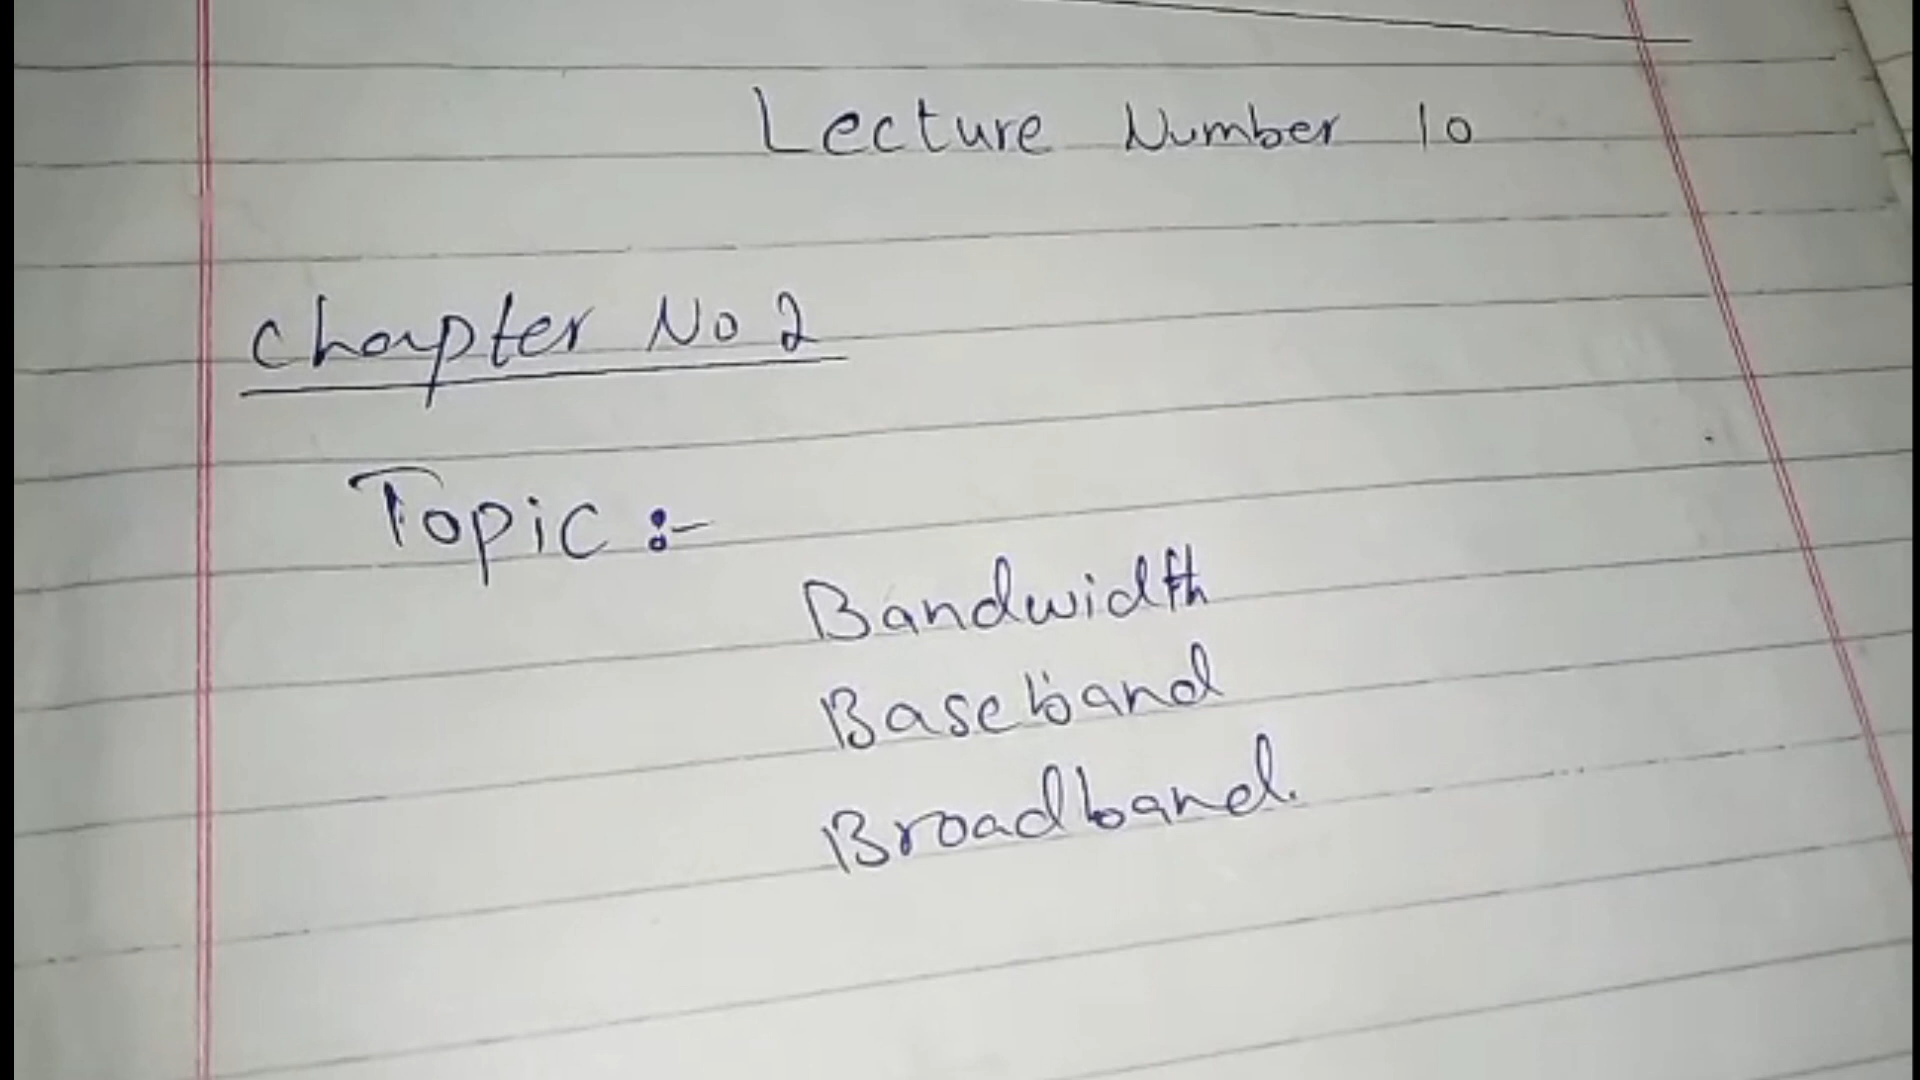 Lecture Number 10
Chapter No 2
Topic :-
Bandwidth
Baseband
Broadband.